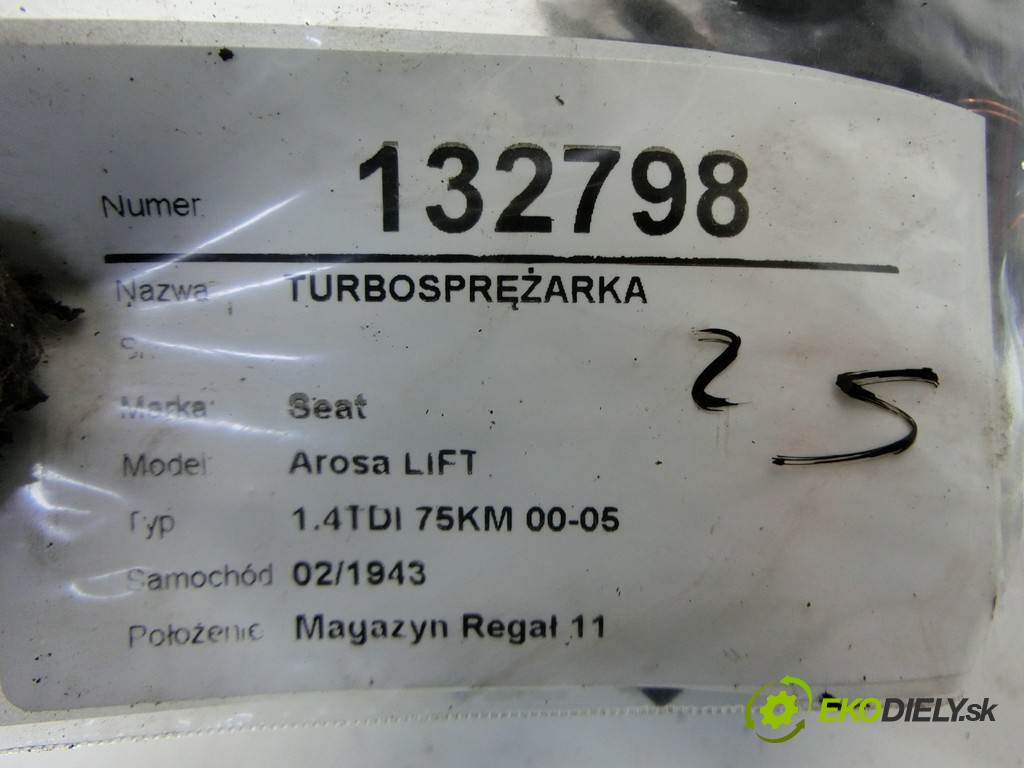 Numer 132798
Nazwa TURBOSPRĘŻARKA
Marka: Seat
Model Arosa LIFT
Typ 1.4TDI 75KM 00-05
Samochód 02/1943
Położenie Magazyn Regał 11
2 5
EKODIELY.sk